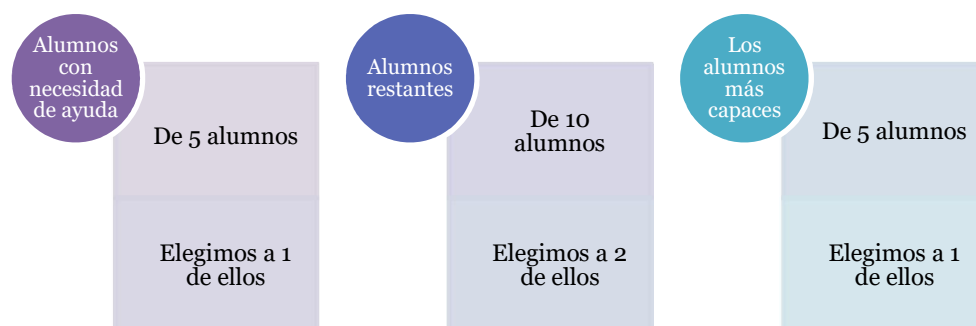 Alumnos
con
necesidad
de ayuda
De 5 alumnos
Elegimos a 1
de ellos
Alumnos
restantes
De 10
alumnos
Elegimos a 2
de ellos
Los
alumnos
más
capaces
De 5 alumnos
Elegimos a 1
de ellos